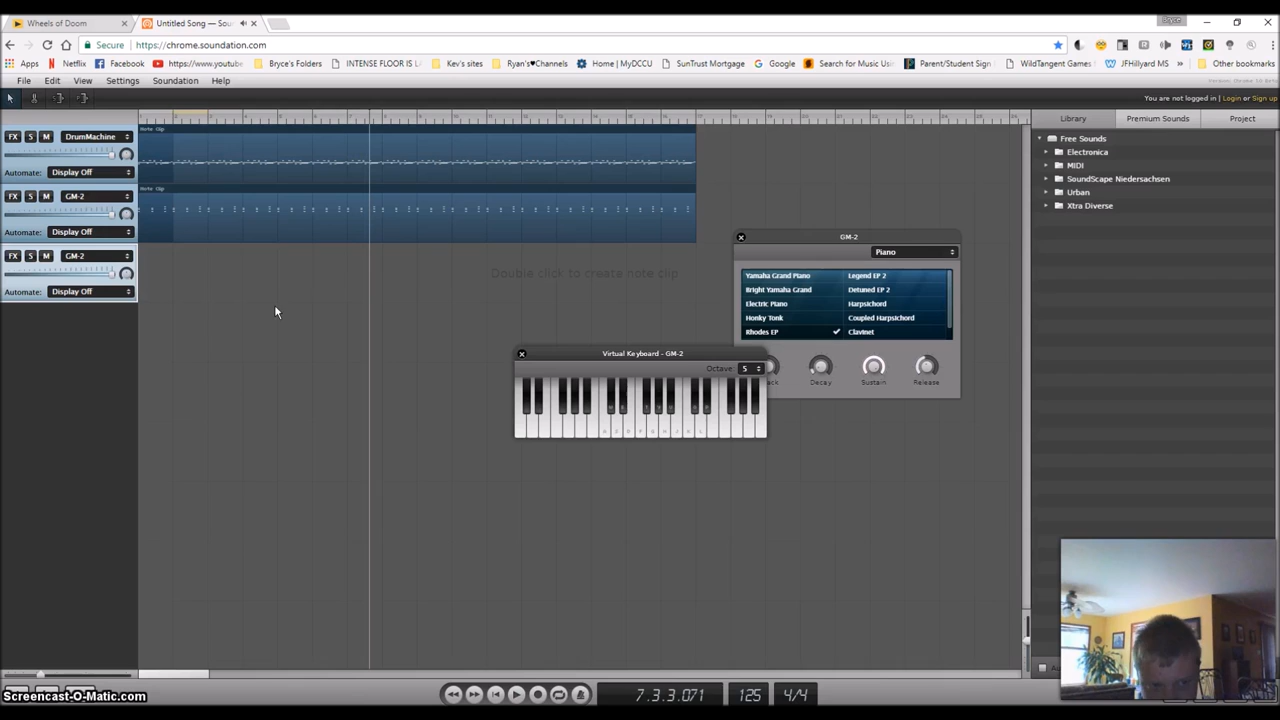 Wheels of Doom
Untitled Song — Sou
Bryce
Secure https://chrome.soundation.com
Apps Netflix Facebook https://www.youtube Bryce's Folders INTENSE FLOOR IS L Kev's sites Ryan's♥Channels Home | MyDCCU SunTrust Mortgage Google Search for Music Usi Parent/Student Sign WildTangent Games JFHillyard MS » Other bookmarks
File Edit View Settings Soundation Help
You are not logged in | Login or Sign up
Library Premium Sounds Project
FX S M DrumMachine
Note Clip
Automate: Display Off
FX S M GM-2
Note Clip
Automate: Display Off
FX S M GM-2
Automate: Display Off
Double click to create note clip
Free Sounds
Electronica
MIDI
SoundScape Niedersachsen
Urban
Xtra Diverse
GM-2
Piano
Yamaha Grand Piano Legend EP 2
Bright Yamaha Grand Detuned EP 2
Electric Piano Harpsichord
Honky Tonk Coupled Harpsichord
Rhodes EP Clavinet
Decay Sustain Release
Virtual Keyboard - GM-2
Octave: 5
7.3.3.071 125 4/4
Screencast-O-Matic.com